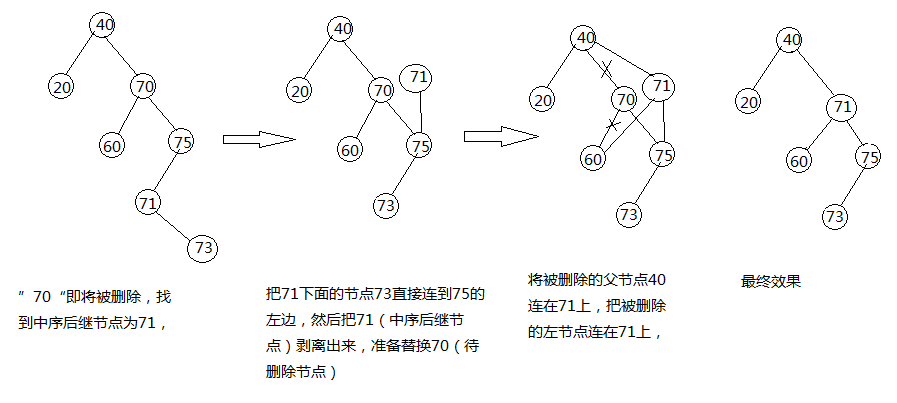 40
20
70
60
75
71
73
40
20
70
71
60
75
73
40
20
70
71
60
75
73
40
20
71
60
75
73
”70“即将被删除，找
到中序后继节点为71，
把71下面的节点73直接连到75的
左边，然后把71（中序后继节
点）剥离出来，准备替换70（待
删除节点）
将被删除的父节点40
连在71上，把被删除
的左节点连在71上，
最终效果